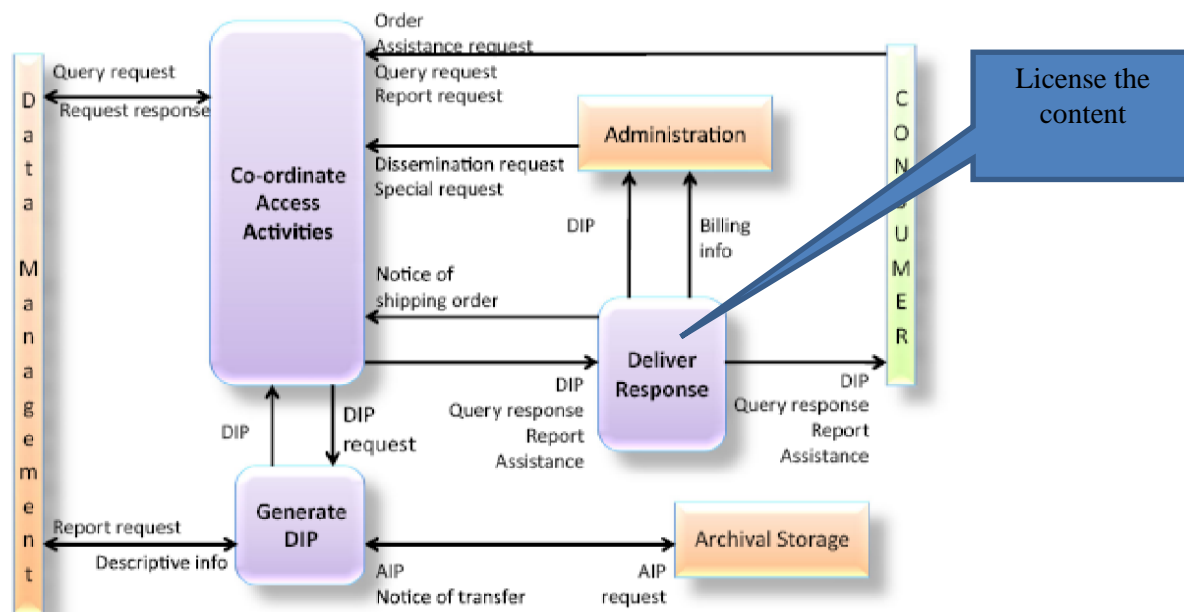 Order
Assistance request
Query request
Report request
Query request
Request response
Data Management
Co-ordinate
Access
Activities
Administration
Dissemination request
Special request
CONSUMER
License the
content
DIP
Billing
info
Notice of
shipping order
Deliver
Response
DIP
Query response
Report
Assistance
DIP
Query response
Report
Assistance
DIP
DIP
request
Generate
DIP
Report request
Descriptive info
AIP
Notice of transfer
AIP
request
Archival Storage